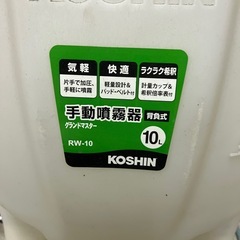 KOSHIN
気軽
快適
ラクラク希釈
片手で加圧、
手軽に噴霧
軽量設計&
パッド・ベルト付
計量カップ&
希釈倍率表付
手動噴霧器 背負式
グランドマスター
10L
RW-10
KOSHIN